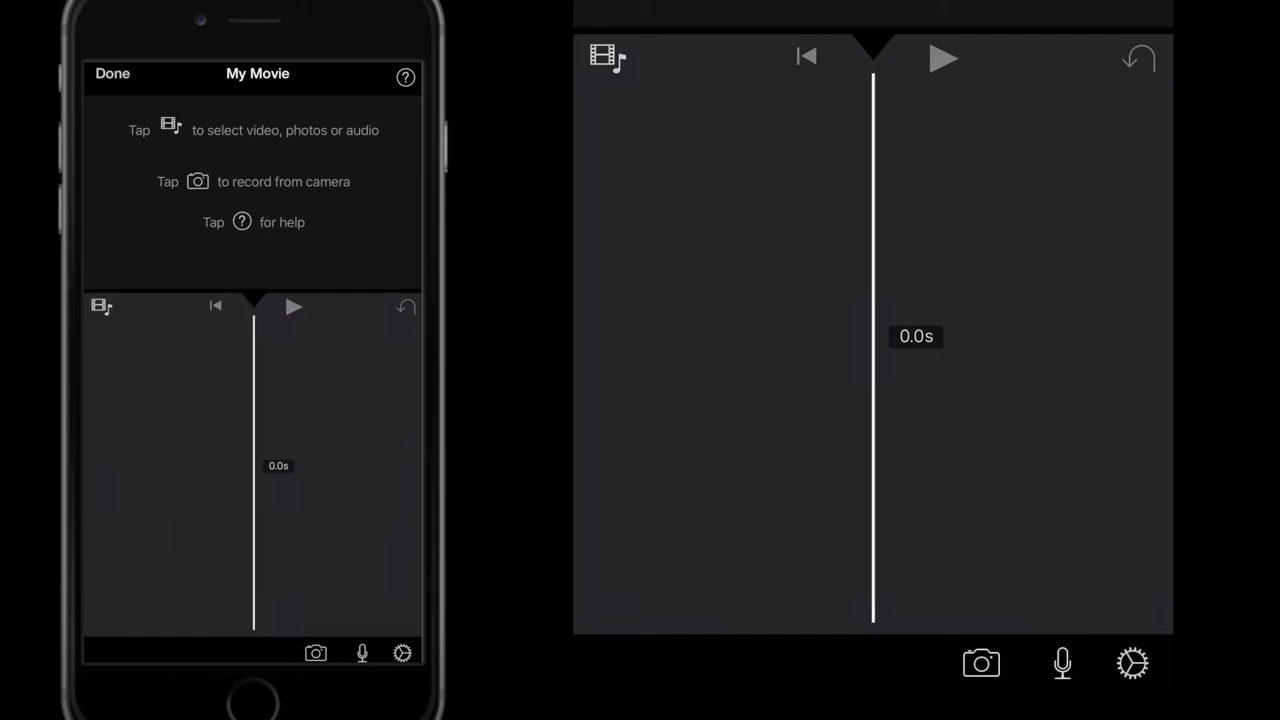 Done My Movie
Tap to select video, photos or audio
Tap to record from camera
Tap ? for help
0.0s
0.0s